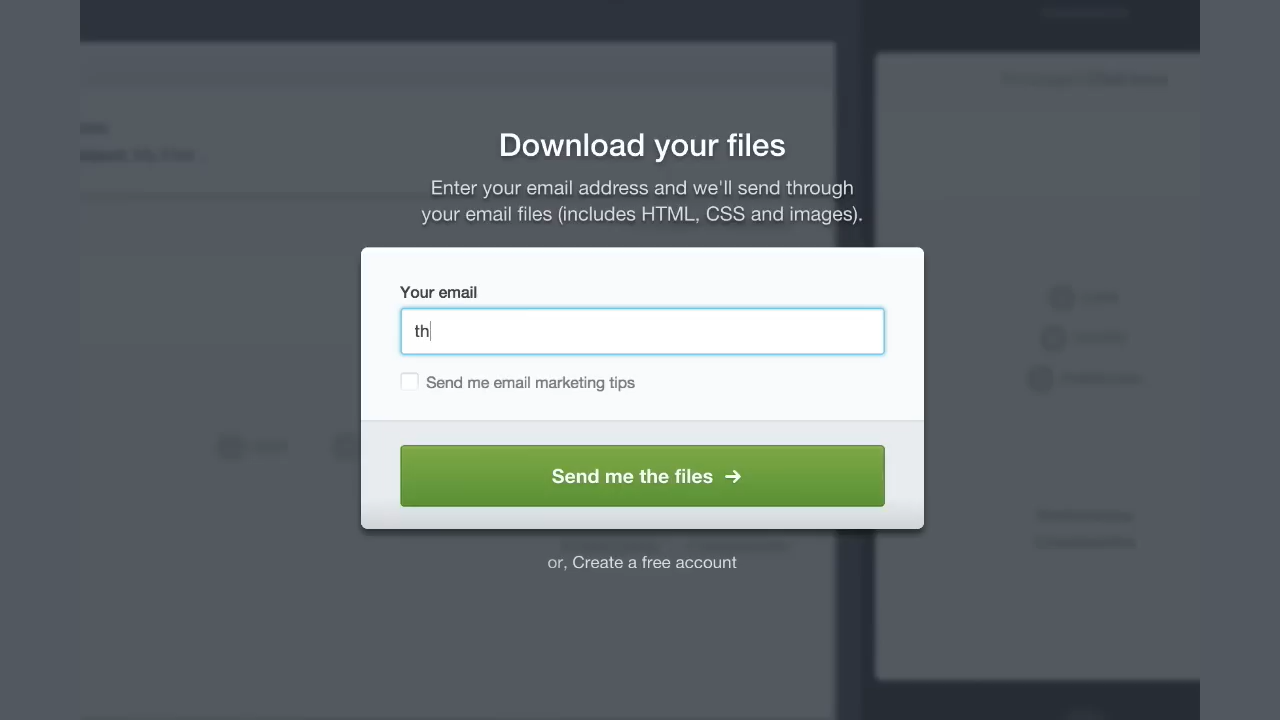 Download your files
Enter your email address and we'll send through
your email files (includes HTML, CSS and images).
Your email
th
Send me email marketing tips
Send me the files →
or, Create a free account